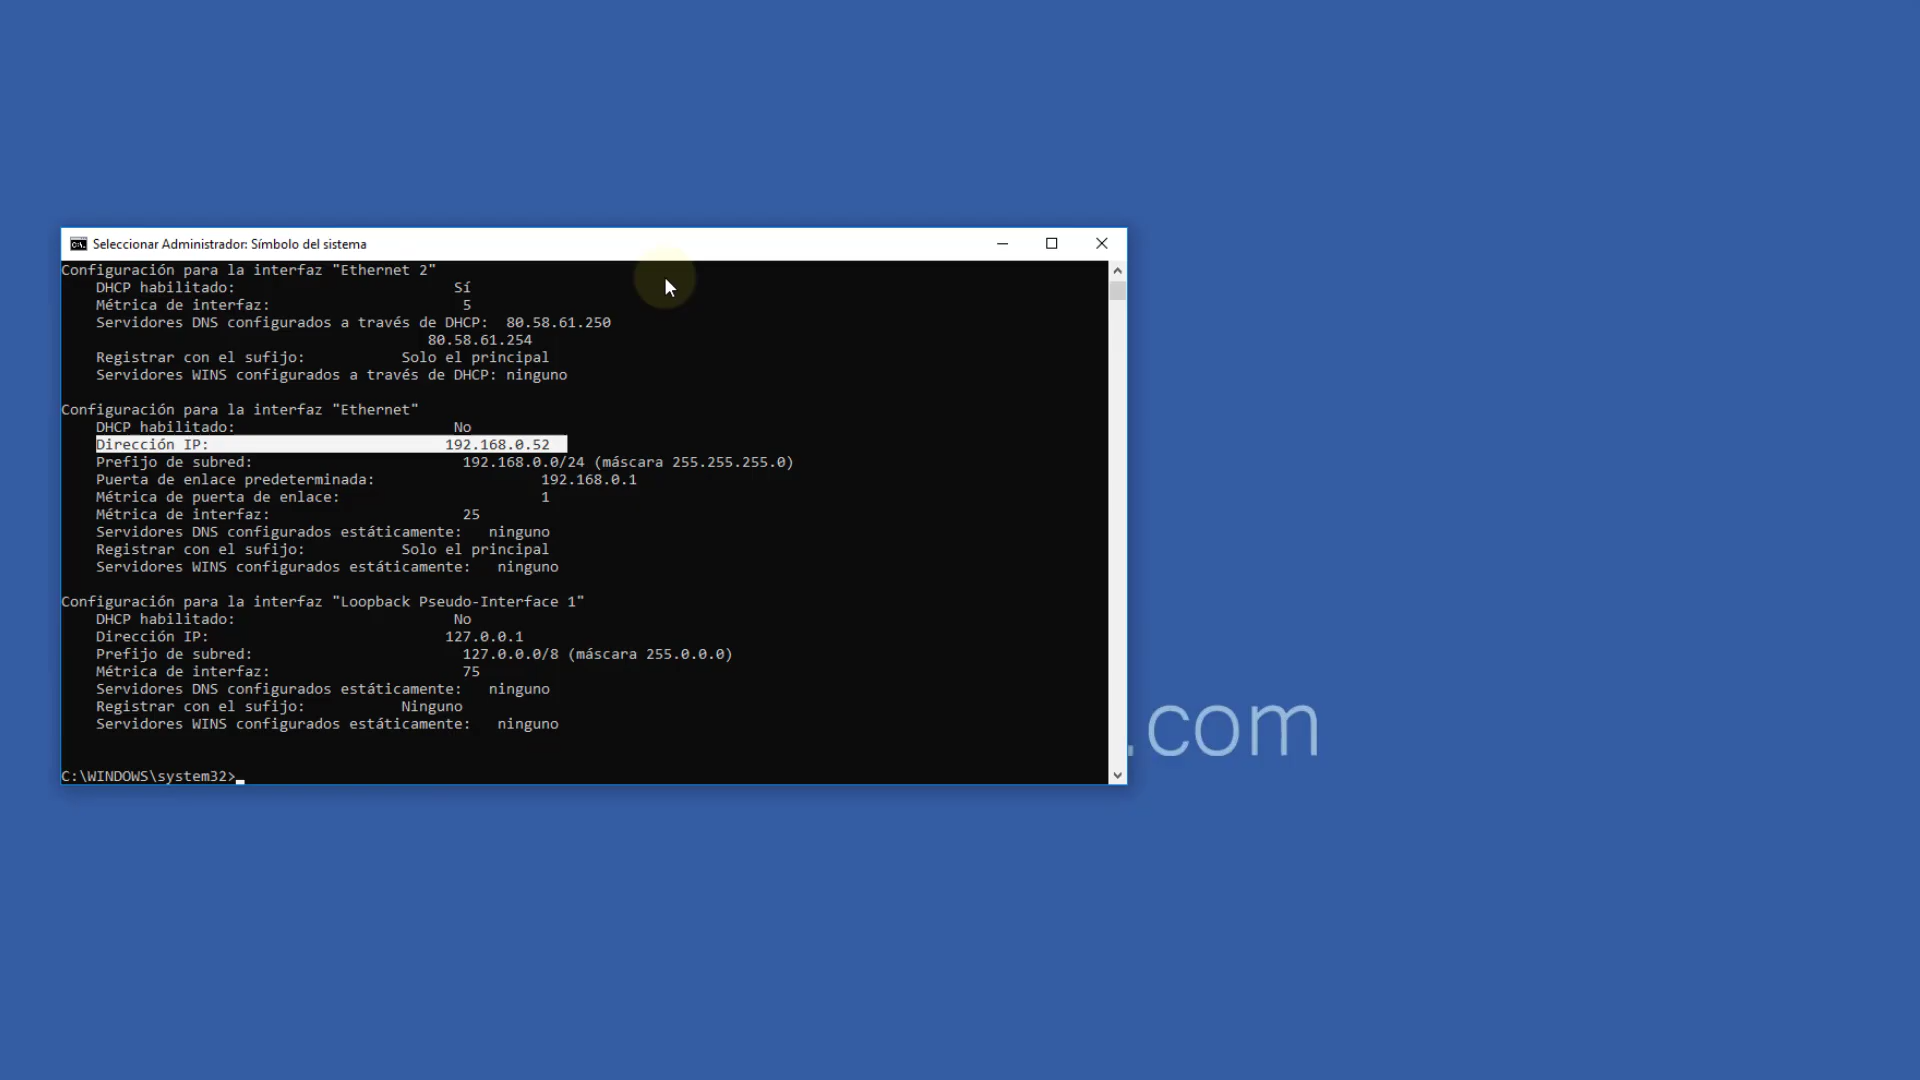 Seleccionar Administrador: Símbolo del sistema
Configuración para la interfaz "Ethernet 2"
DHCP habilitado: Sí
Métrica de interfaz: 5
Servidores DNS configurados a través de DHCP: 80.58.61.250
80.58.61.254
Registrar con el sufijo: Solo el principal
Servidores WINS configurados a través de DHCP: ninguno
Configuración para la interfaz "Ethernet"
DHCP habilitado: No
Dirección IP: 192.168.0.52
Prefijo de subred: 192.168.0.0/24 (máscara 255.255.255.0)
Puerta de enlace predeterminada: 192.168.0.1
Métrica de puerta de enlace: 1
Métrica de interfaz: 25
Servidores DNS configurados estáticamente: ninguno
Registrar con el sufijo: Solo el principal
Servidores WINS configurados estáticamente: ninguno
Configuración para la interfaz "Loopback Pseudo-Interface 1"
DHCP habilitado: No
Dirección IP: 127.0.0.1
Prefijo de subred: 127.0.0.0/8 (máscara 255.0.0.0)
Métrica de interfaz: 75
Servidores DNS configurados estáticamente: ninguno
Registrar con el sufijo: Ninguno
Servidores WINS configurados estáticamente: ninguno
C:\WINDOWS\system32>
.com